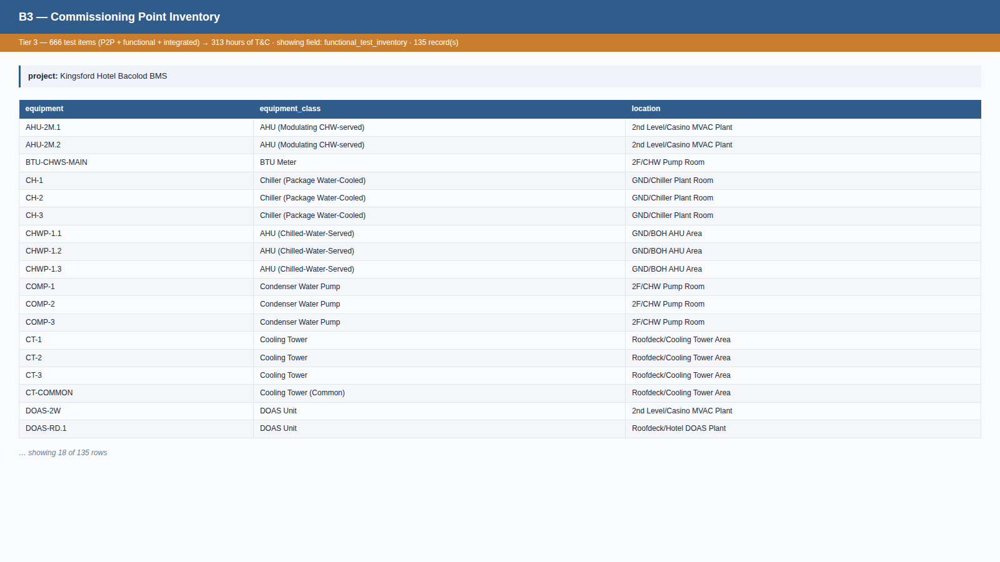 B3 — Commissioning Point Inventory
Tier 3 — 666 test items (P2P + functional + integrated) → 313 hours of T&C · showing field: functional_test_inventory · 135 record(s)
project: Kingsford Hotel Bacolod BMS
equipment equipment_class location
AHU-2M.1 AHU (Modulating CHW-served) 2nd Level/Casino MVAC Plant
AHU-2M.2 AHU (Modulating CHW-served) 2nd Level/Casino MVAC Plant
BTU-CHWS-MAIN BTU Meter 2F/CHW Pump Room
CH-1 Chiller (Package Water-Cooled) GND/Chiller Plant Room
CH-2 Chiller (Package Water-Cooled) GND/Chiller Plant Room
CH-3 Chiller (Package Water-Cooled) GND/Chiller Plant Room
CHWP-1.1 AHU (Chilled-Water-Served) GND/BOH AHU Area
CHWP-1.2 AHU (Chilled-Water-Served) GND/BOH AHU Area
CHWP-1.3 AHU (Chilled-Water-Served) GND/BOH AHU Area
COMP-1 Condenser Water Pump 2F/CHW Pump Room
COMP-2 Condenser Water Pump 2F/CHW Pump Room
COMP-3 Condenser Water Pump 2F/CHW Pump Room
CT-1 Cooling Tower Roofdeck/Cooling Tower Area
CT-2 Cooling Tower Roofdeck/Cooling Tower Area
CT-3 Cooling Tower Roofdeck/Cooling Tower Area
CT-COMMON Cooling Tower (Common) Roofdeck/Cooling Tower Area
DOAS-2W DOAS Unit 2nd Level/Casino MVAC Plant
DOAS-RD.1 DOAS Unit Roofdeck/Hotel DOAS Plant
… showing 18 of 135 rows